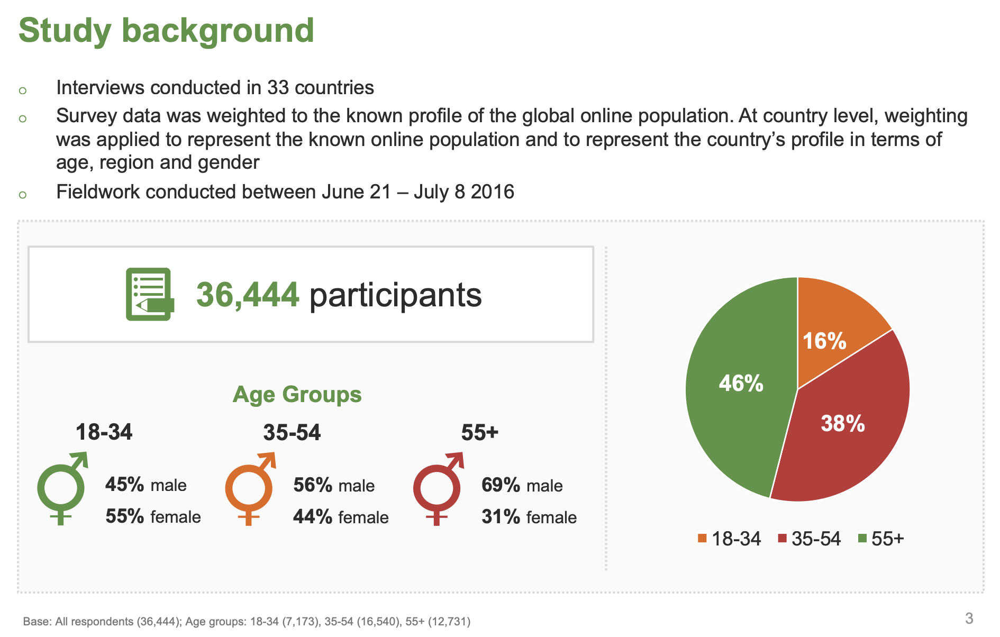 Study background
Interviews conducted in 33 countries
Survey data was weighted to the known profile of the global online population. At country level, weighting
was applied to represent the known online population and to represent the country’s profile in terms of
age, region and gender
Fieldwork conducted between June 21 – July 8 2016
36,444 participants
Age Groups
18-34
35-54
55+
45% male
55% female
56% male
44% female
69% male
31% female
16%
38%
46%
18-34
35-54
55+
Base: All respondents (36,444); Age groups: 18-34 (7,173), 35-54 (16,540), 55+ (12,731)
3